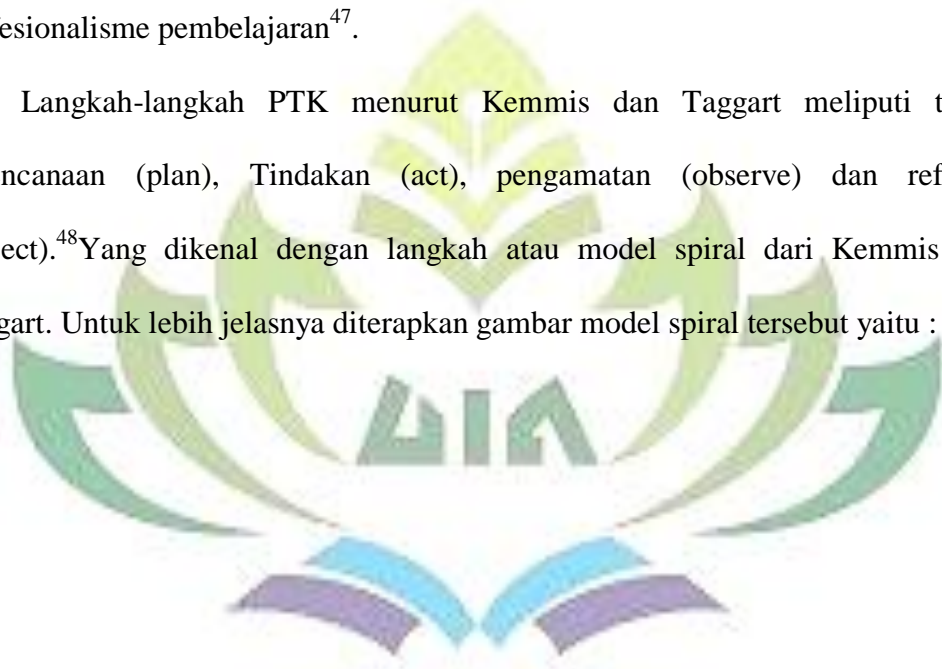 esionalisme pembelajaran⁴⁷.
Langkah-langkah PTK menurut Kemmis dan Taggart meliputi t
ncanaan (plan), Tindakan (act), pengamatan (observe) dan ref
ect).⁴⁸Yang dikenal dengan langkah atau model spiral dari Kemmis
gart. Untuk lebih jelasnya diterapkan gambar model spiral tersebut yaitu :
UIN